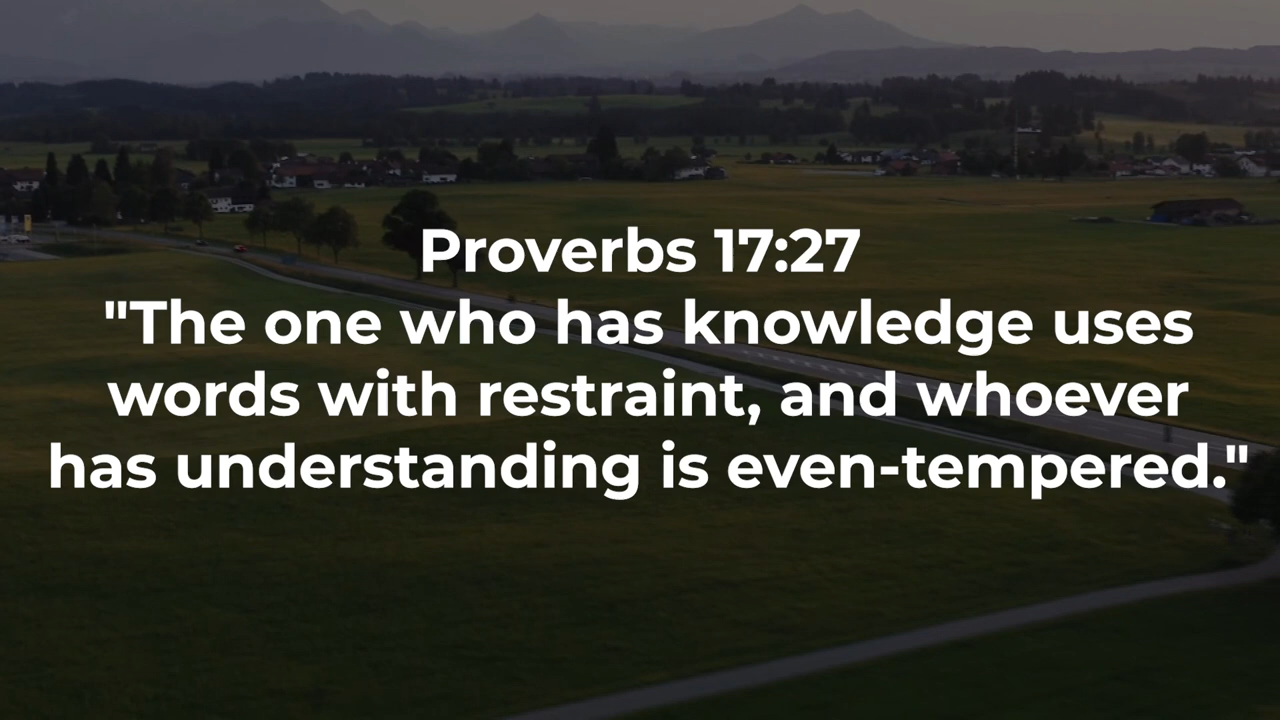 Proverbs 17:27
"The one who has knowledge uses
words with restraint, and whoever
has understanding is even-tempered."